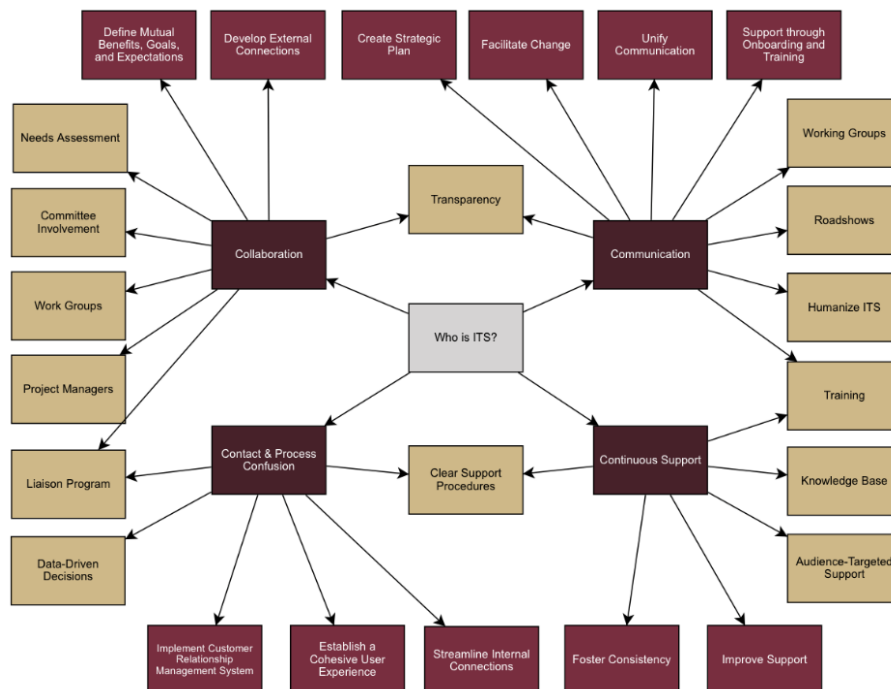 Define Mutual
Benefits, Goals,
and Expectations
Develop External
Connections
Create Strategic
Plan
Facilitate Change
Unify
Communication
Support through
Onboarding and
Training
Needs Assessment
Working Groups
Transparency
Committee
Involvement
Roadshows
Collaboration
Communication
Work Groups
Humanize ITS
Who is ITS?
Project Managers
Training
Contact & Process
Confusion
Continuous Support
Liaison Program
Clear Support
Procedures
Knowledge Base
Data-Driven
Decisions
Audience-Targeted
Support
Implement Customer
Relationship
Management System
Establish a
Cohesive User
Experience
Streamline Internal
Connections
Foster Consistency
Improve Support